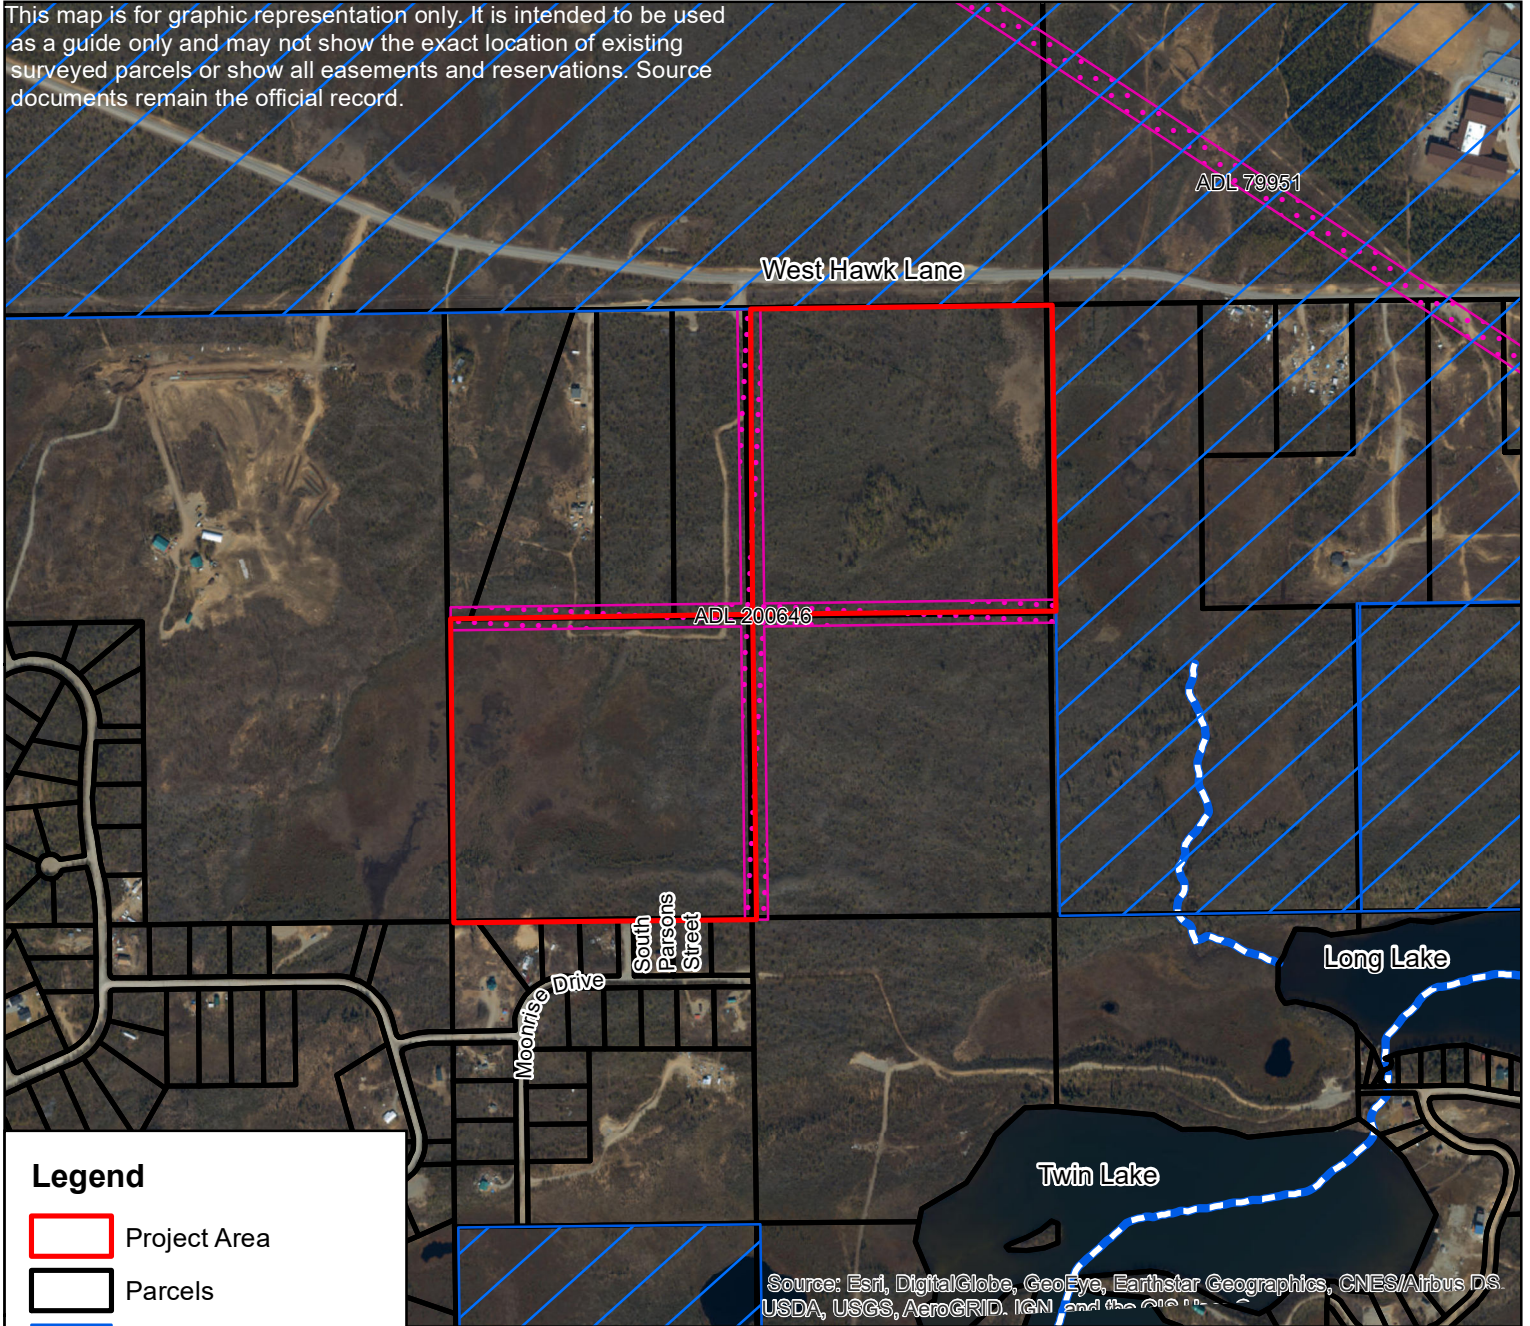 This map is for graphic representation only. It is intended to be used
as a guide only and may not show the exact location of existing
surveyed parcels or show all easements and reservations. Source
documents remain the official record.
ADL 79951
West Hawk Lane
ADL 200646
South
Parsons
Street
Moonrise Drive
Long Lake
Twin Lake
Legend
Project Area
Parcels
Source: Esri, DigitalGlobe, GeoEye, Earthstar Geographics, CNES/Airbus DS,
USDA, USGS, AeroGRID, IGN, and the GIS User